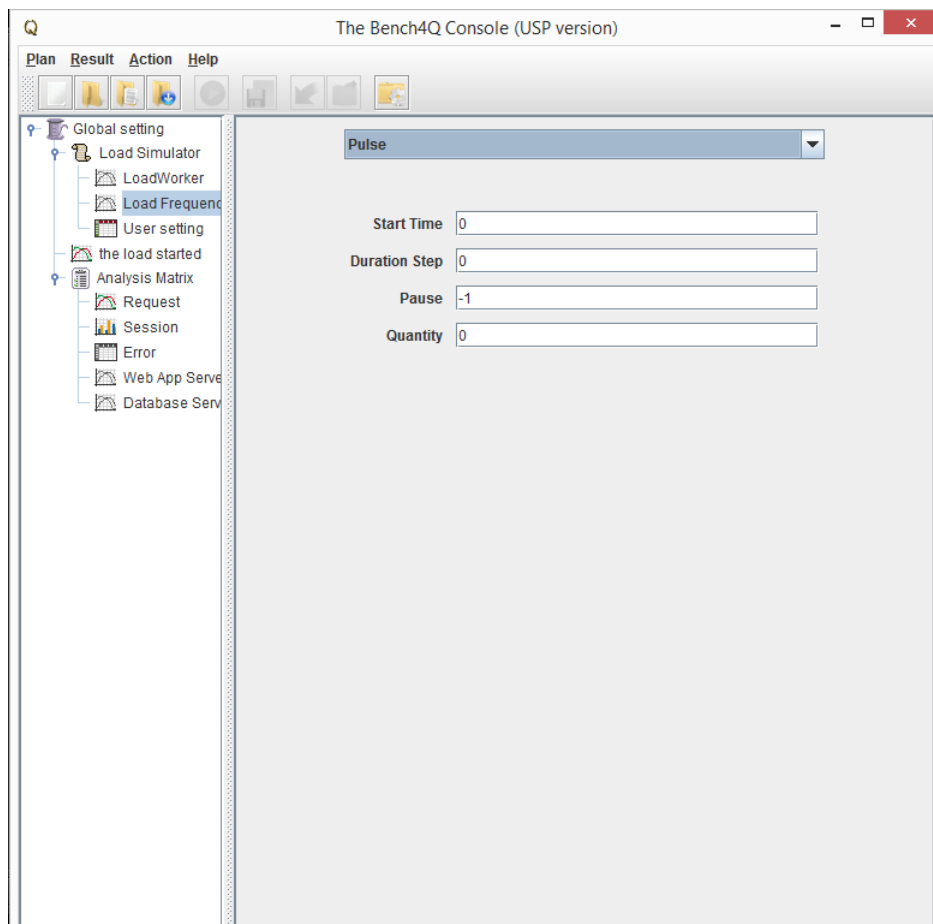 Q The Bench4Q Console (USP version)
Plan Result Action Help
Global setting
Load Simulator
LoadWorker
Load Frequenc
User setting
the load started
Analysis Matrix
Request
Session
Error
Web App Serve
Database Serv
Pulse
Start Time 0
Duration Step 0
Pause -1
Quantity 0